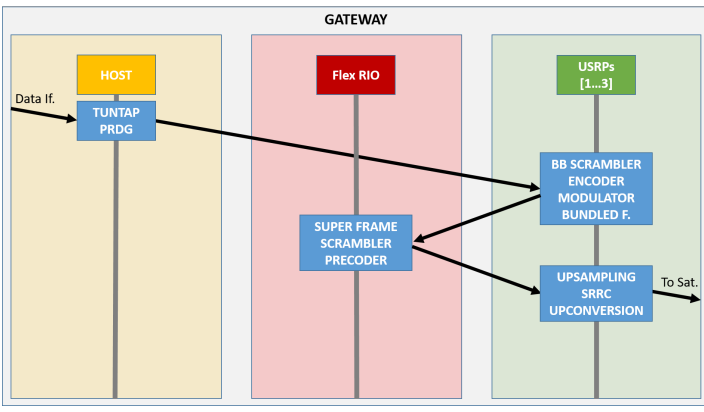 GATEWAY
HOST
Flex RIO
USRPs
[1...3]
Data If.
TUNTAP
PRDG
BB SCRAMBLER
ENCODER
MODULATOR
BUNDLED F.
SUPER FRAME
SCRAMBLER
PRECODER
UPSAMPLING
SRRC
UPCONVERSION
To Sat.